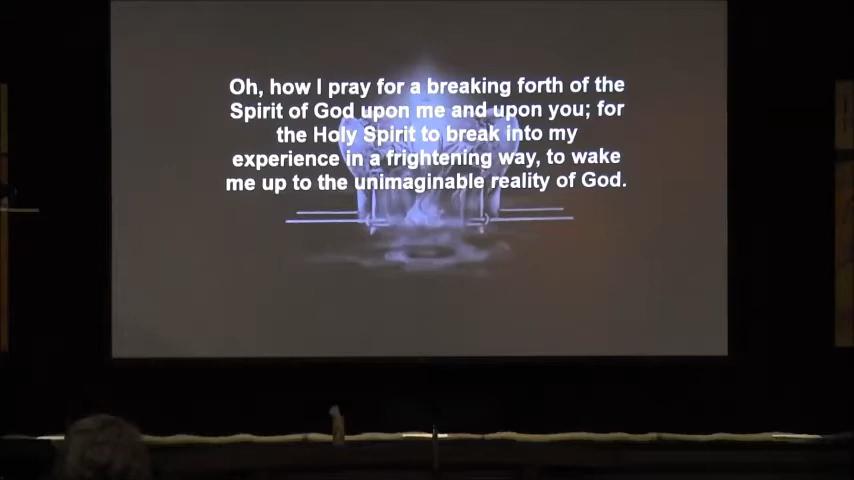 Oh, how I pray for a breaking forth of the
Spirit of God upon me and upon you; for
the Holy Spirit to break into my
experience in a frightening way, to wake
me up to the unimaginable reality of God.